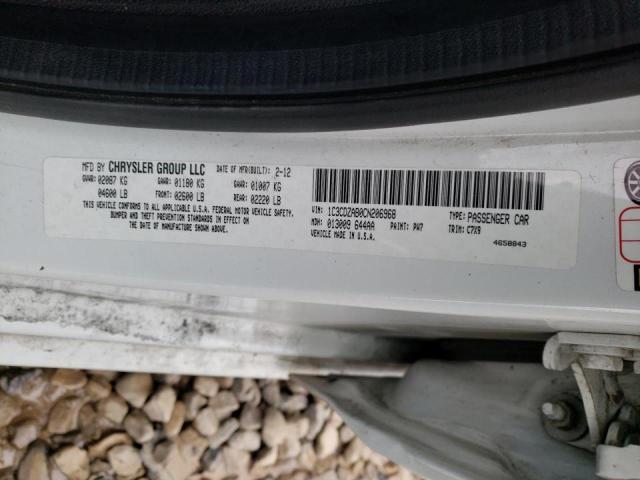 MFD BY CHRYSLER GROUP LLC DATE OF MFR(BUILT): 2-12
GVWR: 02087 KG GAWR: 01180 KG GAWR: 01007 KG
04600 LB FRONT: 02600 LB REAR: 02220 LB
THIS VEHICLE CONFORMS TO ALL APPLICABLE U.S.A. FEDERAL MOTOR VEHICLE SAFETY,
BUMPER AND THEFT PREVENTION STANDARDS IN EFFECT ON
THE DATE OF MANUFACTURE SHOWN ABOVE.
VIN: 1C3CDZAB0CN206968 TYPE: PASSENGER CAR
MDH: 013009 644AA PAINT: PW7 TRIM: C7X9
VEHICLE MADE IN U.S.A.
4658843